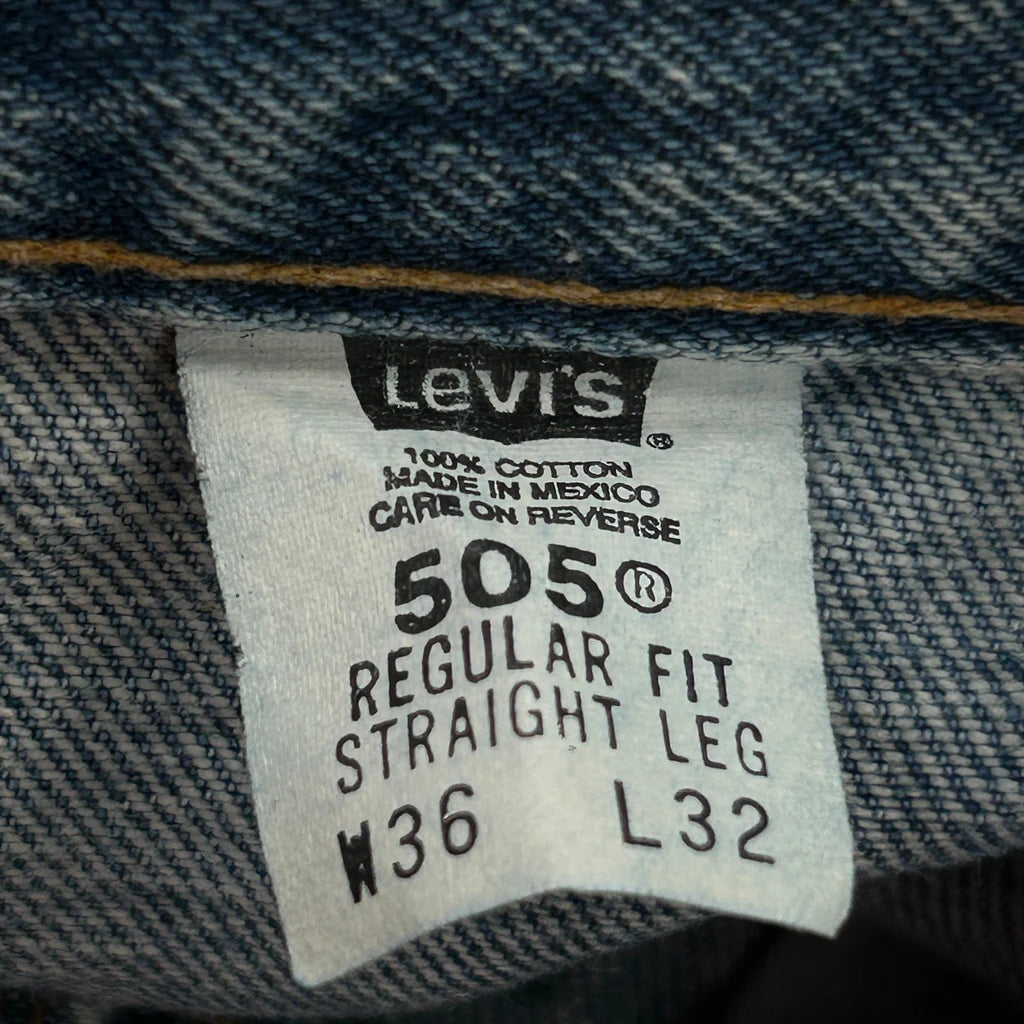 Levi's ®
100% COTTON
MADE IN MEXICO
CARE ON REVERSE
505®
REGULAR FIT
STRAIGHT LEG
W36 L32